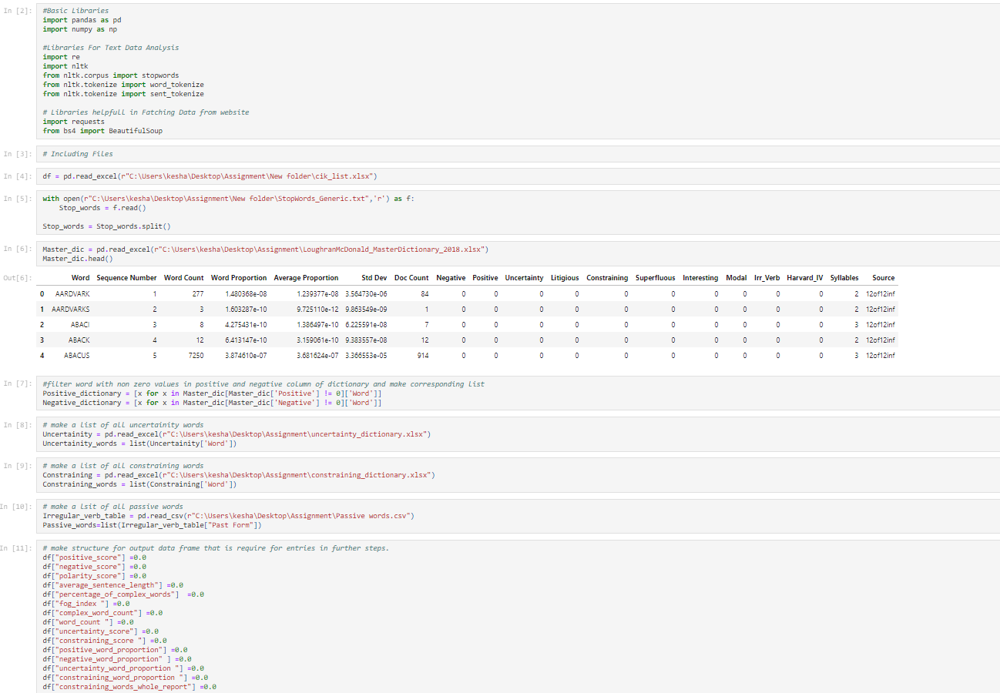 In [2]:
#Basic Libraries
import pandas as pd
import numpy as np
#Libraries For Text Data Analysis
import re
import nltk
from nltk.corpus import stopwords
from nltk.tokenize import word_tokenize
from nltk.tokenize import sent_tokenize
# Libraries helpfull in Fatching Data from website
import requests
from bs4 import BeautifulSoup
In [3]:
# Including Files
In [4]:
df = pd.read_excel(r"C:\Users\kesha\Desktop\Assignment\New folder\cik_list.xlsx")
In [5]:
with open(r"C:\Users\kesha\Desktop\Assignment\New folder\StopWords_Generic.txt",'r') as f:
    Stop_words = f.read()
Stop_words = Stop_words.split()
In [6]:
Master_dic = pd.read_excel(r"C:\Users\kesha\Desktop\Assignment\LoughranMcDonald_MasterDictionary_2018.xlsx")
Master_dic.head()
Out[6]:
Word Sequence Number Word Count Word Proportion Average Proportion Std Dev Doc Count Negative Positive Uncertainty Litigious Constraining Superfluous Interesting Modal Irr_Verb Harvard_IV Syllables Source
0 AARDVARK 1 277 1.480368e-08 1.239377e-08 3.564730e-06 84 0 0 0 0 0 0 0 0 0 0 2 12of12inf
1 AARDVARKS 2 3 1.603287e-10 9.725110e-12 9.863549e-09 1 0 0 0 0 0 0 0 0 0 0 2 12of12inf
2 ABACI 3 8 4.275431e-10 1.386497e-10 6.225591e-08 7 0 0 0 0 0 0 0 0 0 0 3 12of12inf
3 ABACK 4 12 6.413147e-10 3.159061e-10 9.383557e-08 12 0 0 0 0 0 0 0 0 0 0 2 12of12inf
4 ABACUS 5 7250 3.874610e-07 3.681624e-07 3.366553e-05 914 0 0 0 0 0 0 0 0 0 0 3 12of12inf
In [7]:
#filter word with non zero values in positive and negative column of dictionary and make corresponding list
Positive_dictionary = [x for x in Master_dic[Master_dic['Positive'] != 0]['Word']]
Negative_dictionary = [x for x in Master_dic[Master_dic['Negative'] != 0]['Word']]
In [8]:
# make a list of all uncertainity words
Uncertainity = pd.read_excel(r"C:\Users\kesha\Desktop\Assignment\uncertainty_dictionary.xlsx")
Uncertainity_words = list(Uncertainity['Word'])
In [9]:
# make a list of all constraining words
Constraining = pd.read_excel(r"C:\Users\kesha\Desktop\Assignment\constraining_dictionary.xlsx")
Constraining_words = list(Constraining['Word'])
In [10]:
# make a lsit of all passive words
Irregular_verb_table = pd.read_csv(r"C:\Users\kesha\Desktop\Assignment\Passive words.csv")
Passive_words=list(Irregular_verb_table["Past Form"])
In [11]:
# make structure for output data frame that is require for entries in further steps.
df["positive_score"] =0.0
df["negative_score"] =0.0
df["polarity_score"] =0.0
df["average_sentence_length"] =0.0
df["percentage_of_complex_words"]  =0.0
df["fog_index "] =0.0
df["complex_word_count"] =0.0
df["word_count "] =0.0
df["uncertainty_score"] =0.0
df["constraining_score "] =0.0
df["positive_word_proportion"] =0.0
df["negative_word_proportion" ] =0.0
df["uncertainty_word_proportion "] =0.0
df["constraining_word_proportion "] =0.0
df["constraining_words_whole_report"] =0.0